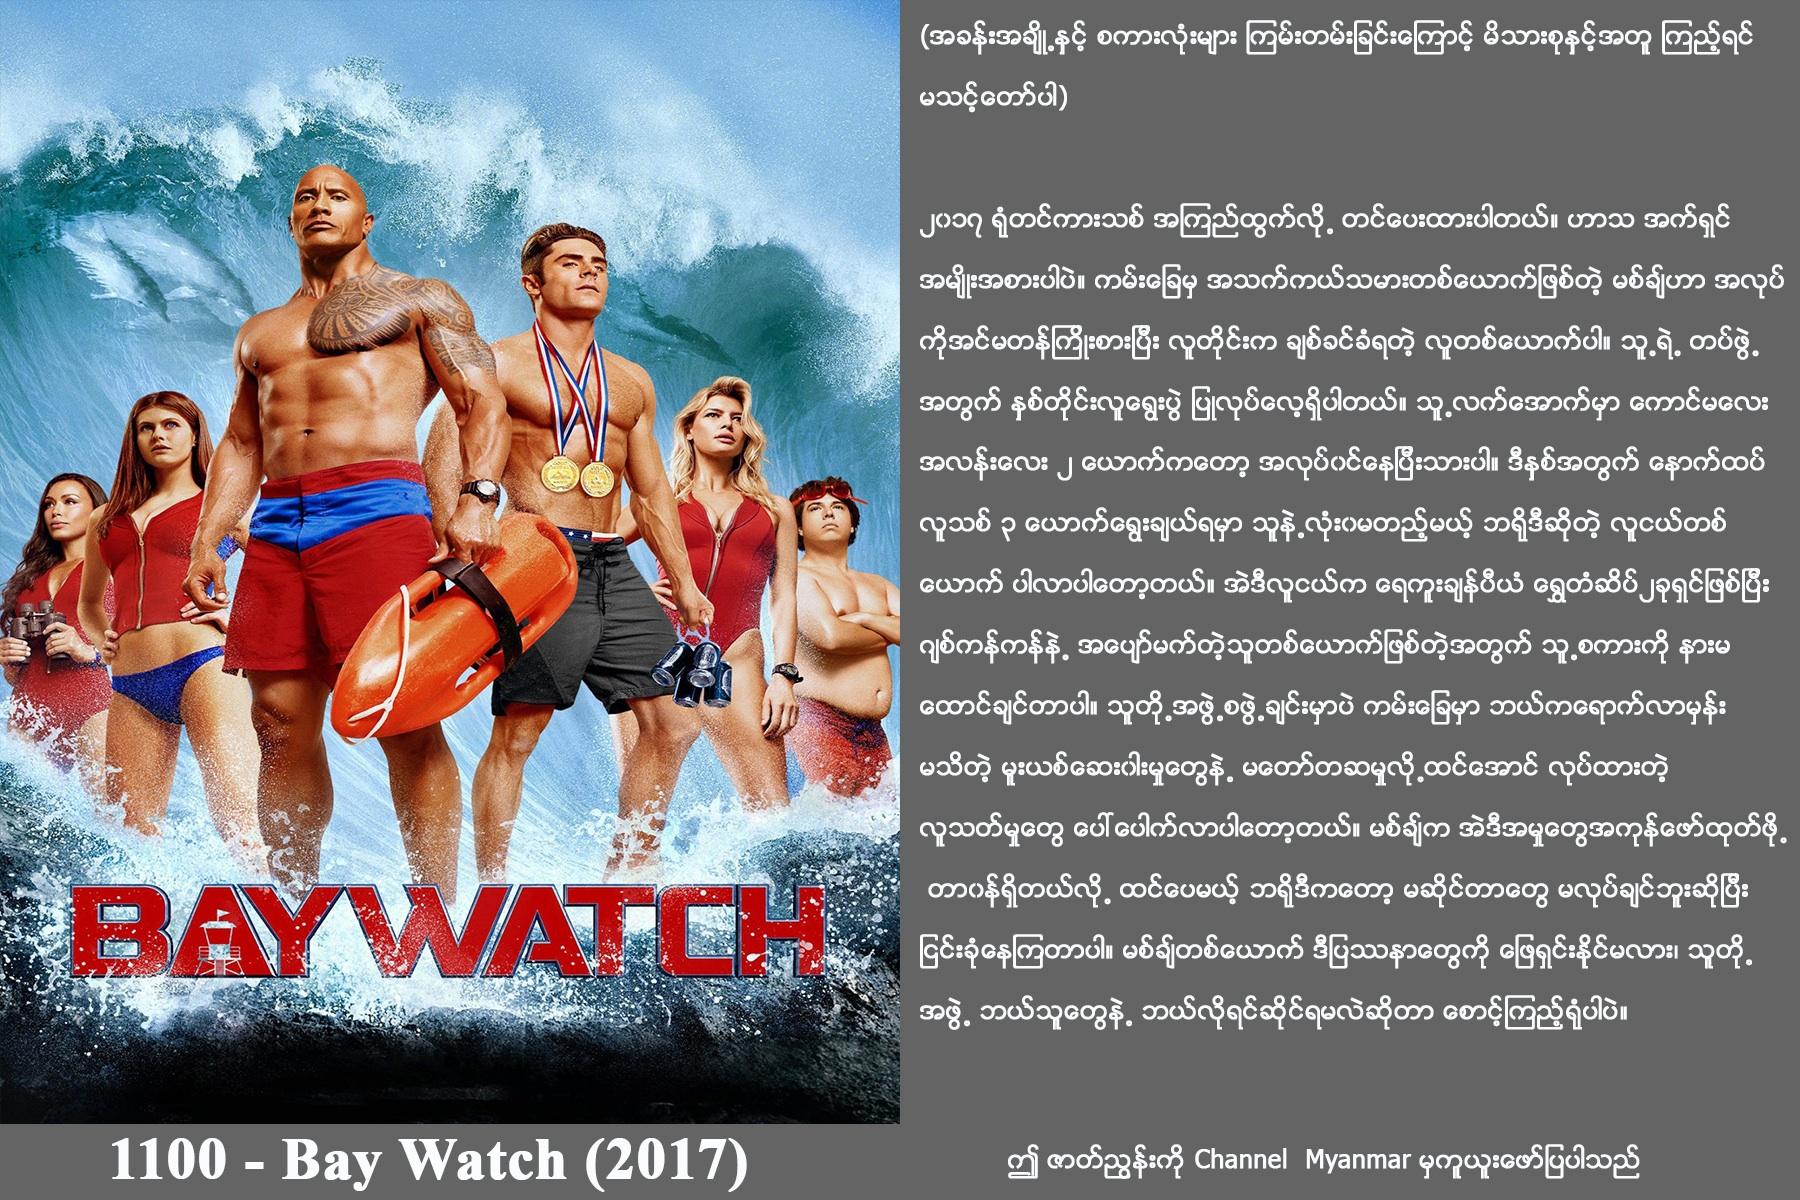 BAYWATCH
1100 - Bay Watch (2017)
(အခန်းအချို့နှင့် စကားလုံးများ ကြမ်းတမ်းခြင်းကြောင့် မိသားစုနှင့်အတူ ကြည့်ရင်
မသင့်တော်ပါ)
၂၀၁၇ ရုံတင်ကားသစ် အကြည်ထွက်လို့ တင်ပေးထားပါတယ်။ ဟာသ အက်ရှင်
အမျိုးအစားပါပဲ။ ကမ်းခြေမှ အသက်ကယ်သမားတစ်ယောက်ဖြစ်တဲ့ မစ်ချ်ဟာ အလုပ်
ကိုအင်မတန်ကြိုးစားပြီး လူတိုင်းက ချစ်ခင်ခံရတဲ့ လူတစ်ယောက်ပါ။ သူ့ရဲ့ တပ်ဖွဲ့
အတွက် နှစ်တိုင်းလူရွေးပွဲ ပြုလုပ်လေ့ရှိပါတယ်။ သူ့လက်အောက်မှာ ကောင်မလေး
အလန်းလေး ၂ ယောက်ကတော့ အလုပ်ဝင်နေပြီးသားပါ။ ဒီနှစ်အတွက် နောက်ထပ်
လူသစ် ၃ ယောက်ရွေးချယ်ရမှာ သူနဲ့လုံးဝမတည့်မယ့် ဘရိုဒီဆိုတဲ့ လူငယ်တစ်
ယောက် ပါလာပါတော့တယ်။ အဲဒီလူငယ်က ရေကူးချန်ပီယံ ရွှေတံဆိပ်၂ခုရှင်ဖြစ်ပြီး
ဂျစ်ကန်ကန်နဲ့ အပျော်မက်တဲ့သူတစ်ယောက်ဖြစ်တဲ့အတွက် သူ့စကားကို နားမ
ထောင်ချင်တာပါ။ သူတို့အဖွဲ့စဖွဲ့ချင်းမှာပဲ ကမ်းခြေမှာ ဘယ်ကရောက်လာမှန်း
မသိတဲ့ မူးယစ်ဆေးဝါးမှုတွေနဲ့ မတော်တဆမှုလို့ထင်အောင် လုပ်ထားတဲ့
လူသတ်မှုတွေ ပေါ်ပေါက်လာပါတော့တယ်။ မစ်ချ်က အဲဒီအမှုတွေအကုန်ဖော်ထုတ်ဖို့
တာဝန်ရှိတယ်လို့ ထင်ပေမယ့် ဘရိုဒီကတော့ မဆိုင်တာတွေ မလုပ်ချင်ဘူးဆိုပြီး
ငြင်းခုံနေကြတာပါ။ မစ်ချ်တစ်ယောက် ဒီပြဿနာတွေကို ဖြေရှင်းနိုင်မလား၊ သူတို့
အဖွဲ့ ဘယ်သူတွေနဲ့ ဘယ်လိုရင်ဆိုင်ရမလဲဆိုတာ စောင့်ကြည့်ရုံပါပဲ။
ဤ ဇာတ်ညွှန်းကို Channel Myanmar မှကူယူးဖော်ပြပါသည်